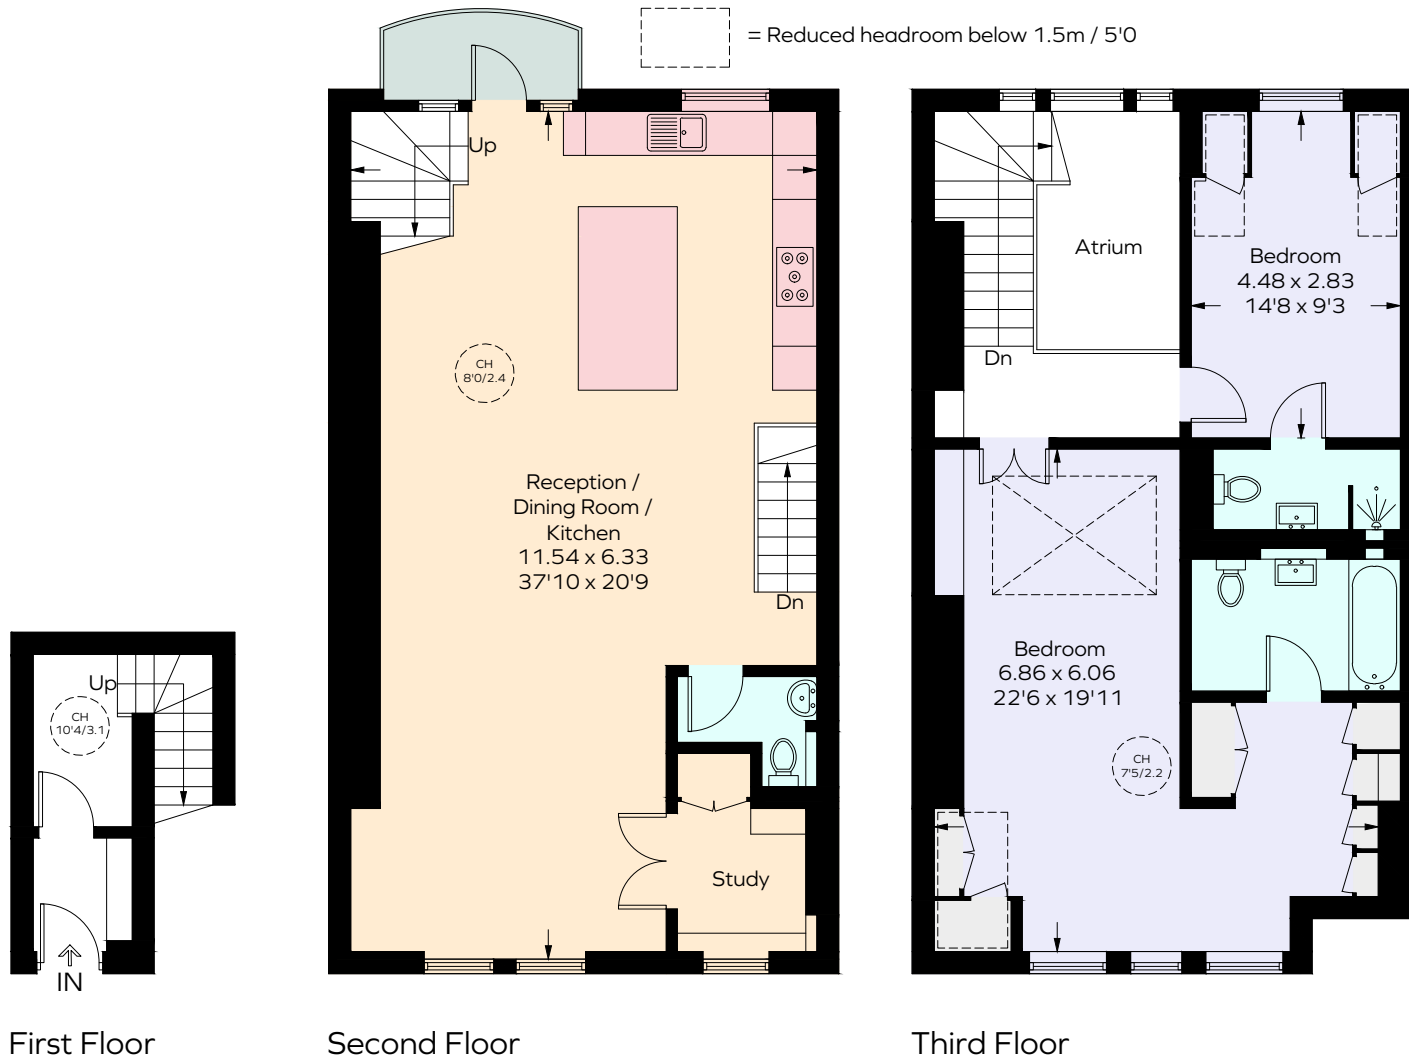 = Reduced headroom below 1.5m / 5'0
Up
CH
8'0/2.4
Reception /
Dining Room /
Kitchen
11.54 x 6.33
37'10 x 20'9
Dn
Study
Atrium
Dn
Bedroom
4.48 x 2.83
14'8 x 9'3
Bedroom
6.86 x 6.06
22'6 x 19'11
CH
7'5/2.2
Up
CH
10'4/3.1
IN
First Floor
Second Floor
Third Floor